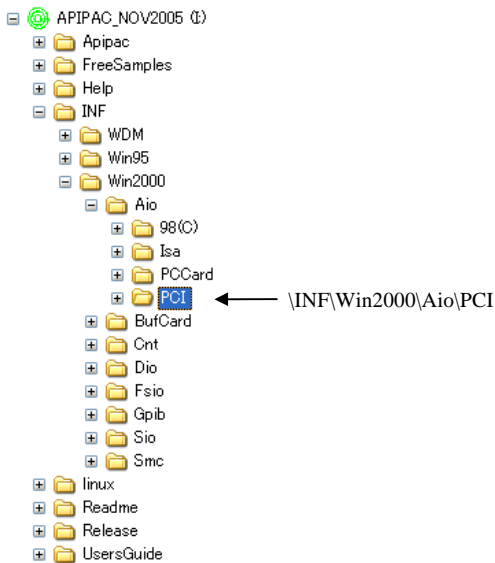 APIPAC_NOV2005 (I:)
Apipac
FreeSamples
Help
INF
WDM
Win95
Win2000
Aio
98(C)
Isa
PCCard
PCI \INF\Win2000\Aio\PCI
BufCard
Cnt
Dio
Fsio
Gpib
Sio
Smc
linux
Readme
Release
UsersGuide